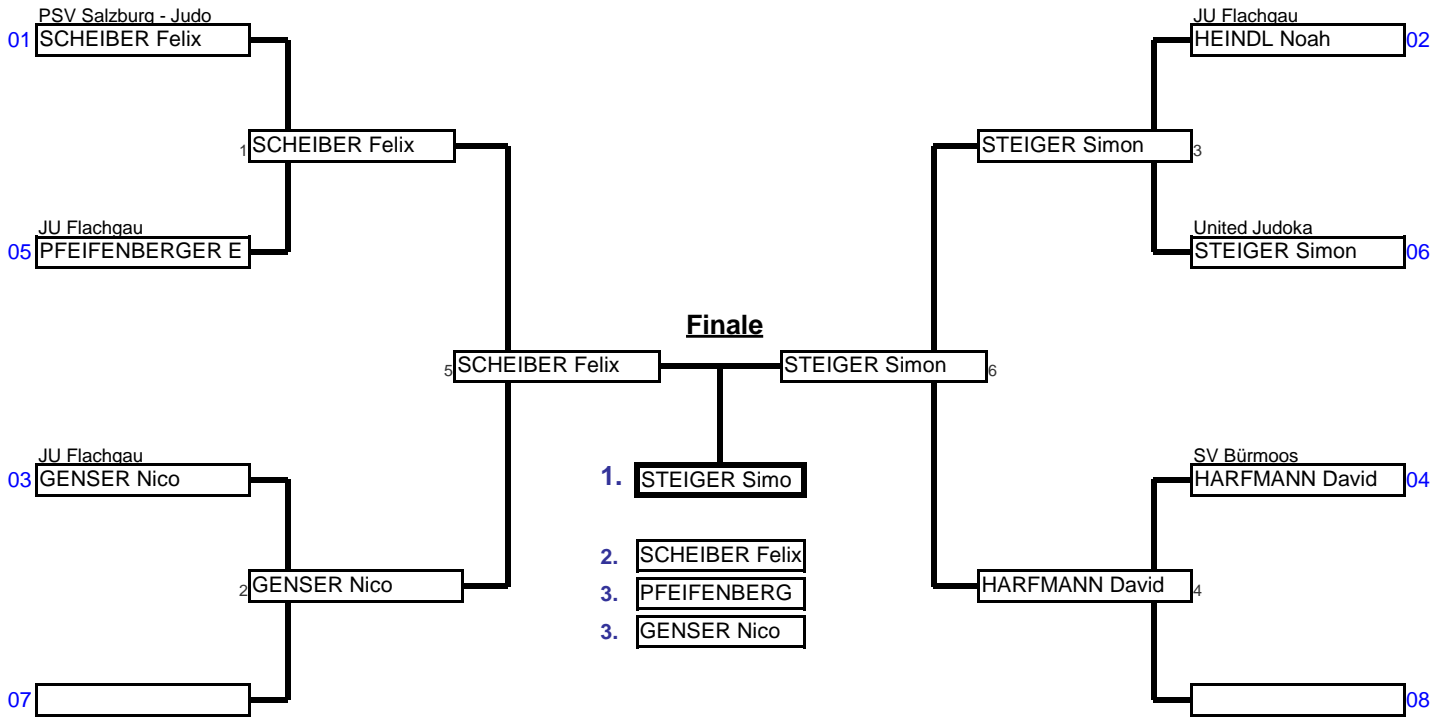 PSV Salzburg - Judo
JU Flachgau
01 SCHEIBER Felix
HEINDL Noah 02
1 SCHEIBER Felix
STEIGER Simon 3
JU Flachgau
United Judoka
05 PFEIFENBERGER E
STEIGER Simon 06
Finale
5 SCHEIBER Felix
STEIGER Simon 6
JU Flachgau
SV Bürmoos
03 GENSER Nico
1. STEIGER Simo
HARFMANN David 04
2. SCHEIBER Felix
2 GENSER Nico
3. PFEIFENBERG
HARFMANN David 4
3. GENSER Nico
07
08